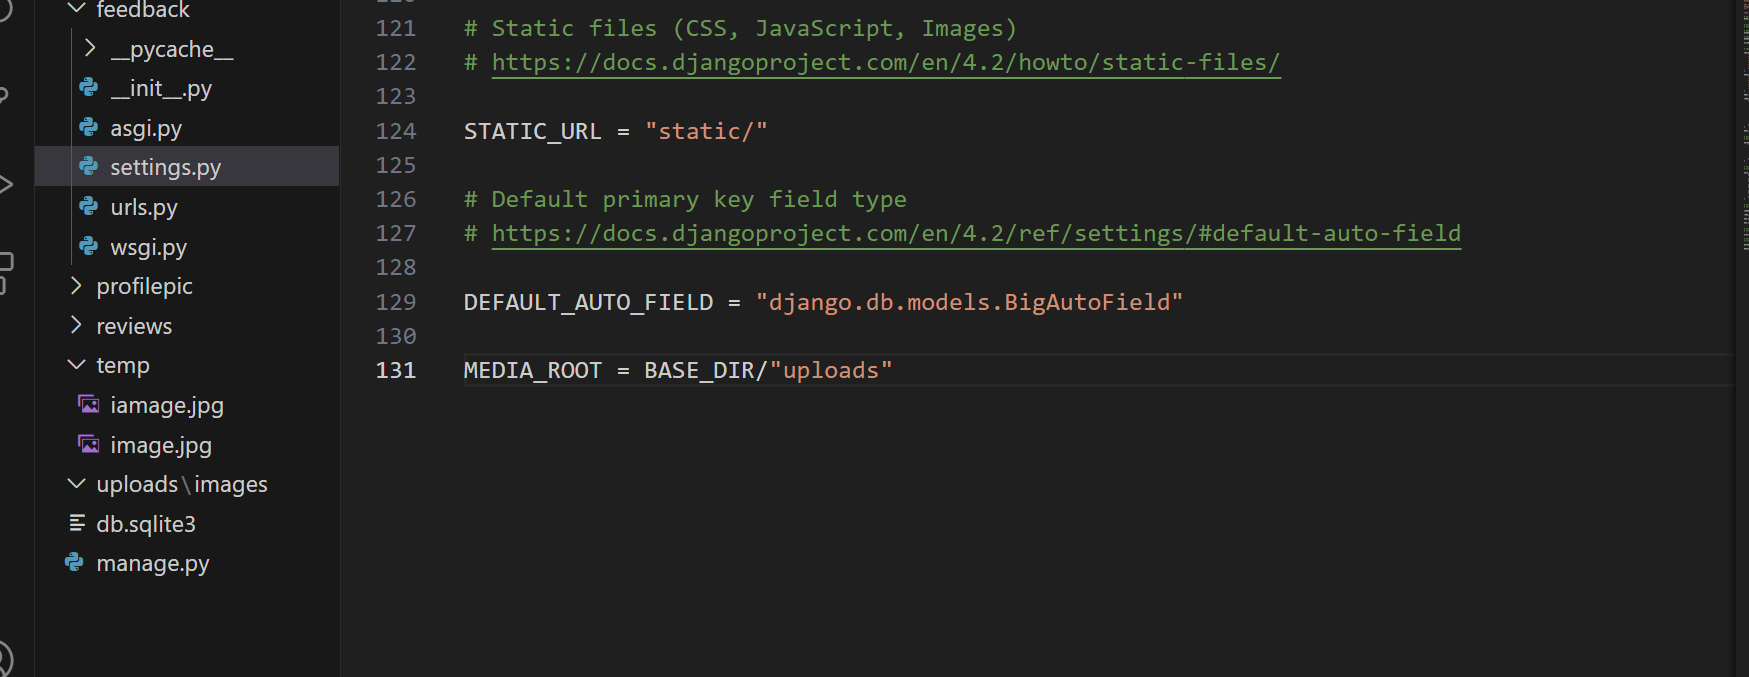 feedback
__pycache__
__init__.py
asgi.py
settings.py
urls.py
wsgi.py
profilepic
reviews
temp
iamage.jpg
image.jpg
uploads\images
db.sqlite3
manage.py
121 # Static files (CSS, JavaScript, Images)
122 # https://docs.djangoproject.com/en/4.2/howto/static-files/
123
124 STATIC_URL = "static/"
125
126 # Default primary key field type
127 # https://docs.djangoproject.com/en/4.2/ref/settings/#default-auto-field
128
129 DEFAULT_AUTO_FIELD = "django.db.models.BigAutoField"
130
131 MEDIA_ROOT = BASE_DIR/"uploads"